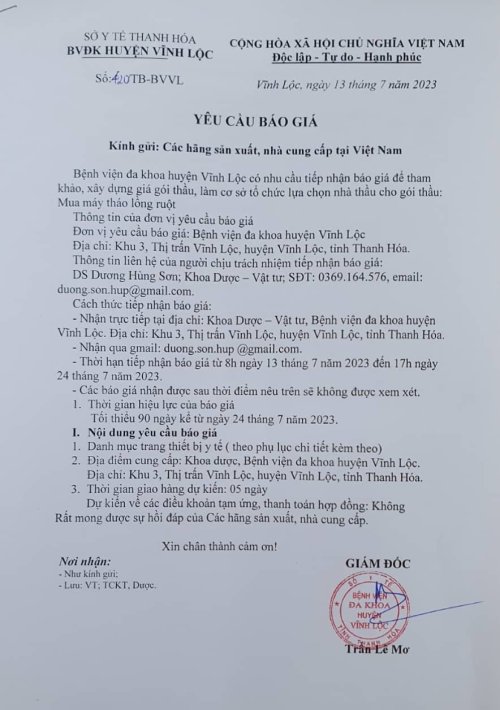 SỞ Y TẾ THANH HÓA
BVĐK HUYỆN VĨNH LỘC
CỘNG HÒA XÃ HỘI CHỦ NGHĨA VIỆT NAM
Độc lập - Tự do - Hạnh phúc
Số:420TB-BVVL
Vĩnh Lộc, ngày 13 tháng 7 năm 2023
YÊU CẦU BÁO GIÁ
Kính gửi: Các hãng sản xuất, nhà cung cấp tại Việt Nam
Bệnh viện đa khoa huyện Vĩnh Lộc có nhu cầu tiếp nhận báo giá để tham
khảo, xây dựng giá gói thầu, làm cơ sở tổ chức lựa chọn nhà thầu cho gói thầu:
Mua máy tháo lồng ruột
Thông tin của đơn vị yêu cầu báo giá
Đơn vị yêu cầu báo giá: Bệnh viện đa khoa huyện Vĩnh Lộc
Địa chỉ: Khu 3, Thị trấn Vĩnh Lộc, huyện Vĩnh Lộc, tỉnh Thanh Hóa.
Thông tin liên hệ của người chịu trách nhiệm tiếp nhận báo giá:
DS Dương Hùng Sơn; Khoa Dược – Vật tư; SĐT: 0369.164.576, email:
duong.son.hup@gmail.com.
Cách thức tiếp nhận báo giá:
- Nhận trực tiếp tại địa chỉ: Khoa Dược – Vật tư, Bệnh viện đa khoa huyện
Vĩnh Lộc. Địa chỉ: Khu 3, Thị trấn Vĩnh Lộc, huyện Vĩnh Lộc, tỉnh Thanh Hóa.
- Nhận qua gmail: duong.son.hup @gmail.com.
- Thời hạn tiếp nhận báo giá từ 8h ngày 13 tháng 7 năm 2023 đến 17h ngày
24 tháng 7 năm 2023.
- Các báo giá nhận được sau thời điểm nêu trên sẽ không được xem xét.
1. Thời gian hiệu lực của báo giá
Tối thiểu 90 ngày kể từ ngày 24 tháng 7 năm 2023.
I. Nội dung yêu cầu báo giá
1. Danh mục trang thiết bị y tế ( theo phụ lục chi tiết kèm theo)
2. Địa điểm cung cấp: Khoa dược, Bệnh viện đa khoa huyện Vĩnh Lộc.
Địa chỉ: Khu 3, Thị trấn Vĩnh Lộc, huyện Vĩnh Lộc, tỉnh Thanh Hóa.
3. Thời gian giao hàng dự kiến: 05 ngày
Dự kiến về các điều khoản tạm ứng, thanh toán hợp đồng: Không
Rất mong được sự hồi đáp của Các hãng sản xuất, nhà cung cấp.
Xin chân thành cảm ơn!
Nơi nhận:
- Như kính gửi;
- Lưu: VT; TCKT, Dược.
GIÁM ĐỐC
SỞ Y TẾ
BỆNH VIỆN
ĐA KHOA
HUYỆN
VĨNH LỘC
TỈNH THANH HÓA
Trần Lê Mơ